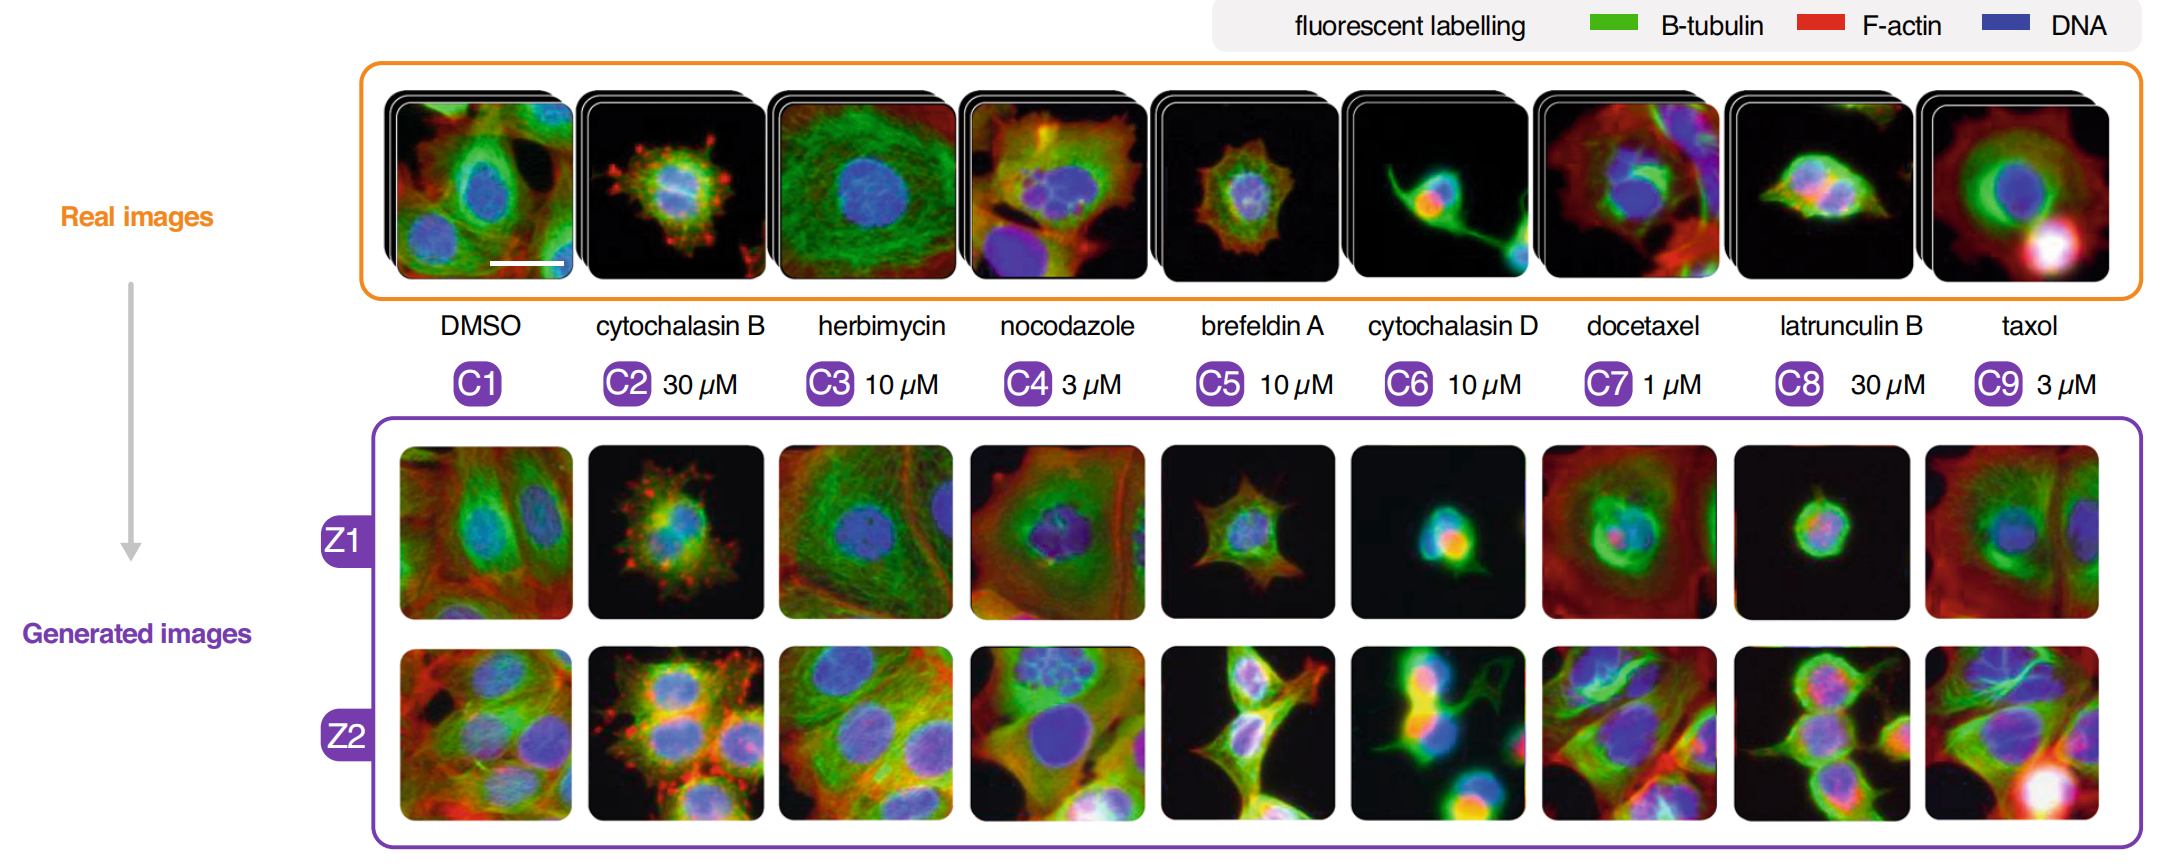 fluorescent labelling B-tubulin F-actin DNA
Real images
DMSO cytochalasin B herbimycin nocodazole brefeldin A cytochalasin D docetaxel latrunculin B taxol
C1 C2 30 µM C3 10 µM C4 3 µM C5 10 µM C6 10 µM C7 1 µM C8 30 µM C9 3 µM
Z1
Generated images
Z2